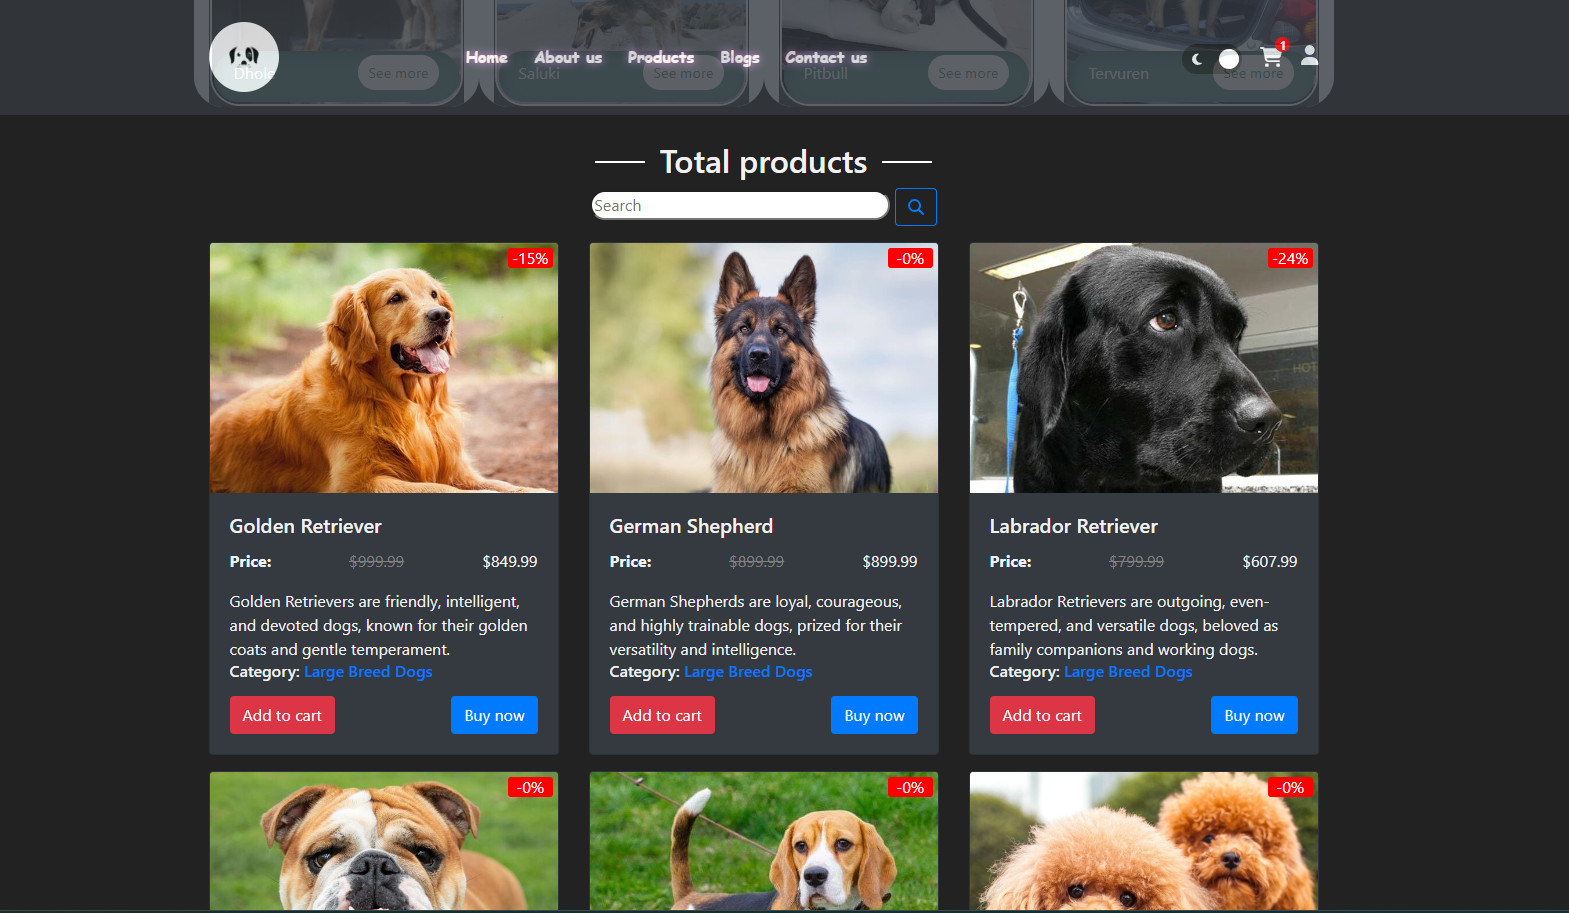 Home About us Products Blogs Contact us 1
Dhole See more Saluki See more Pitbull See more Tervuren See more
Total products
Search
-15% -0% -24%
HOT
Golden Retriever German Shepherd Labrador Retriever
Price: $999.99 $849.99 Price: $899.99 $899.99 Price: $799.99 $607.99
Golden Retrievers are friendly, intelligent,
and devoted dogs, known for their golden
coats and gentle temperament.
Category: Large Breed Dogs
Add to cart Buy now
German Shepherds are loyal, courageous,
and highly trainable dogs, prized for their
versatility and intelligence.
Category: Large Breed Dogs
Add to cart Buy now
Labrador Retrievers are outgoing, even-
tempered, and versatile dogs, beloved as
family companions and working dogs.
Category: Large Breed Dogs
Add to cart Buy now
-0% -0% -0%